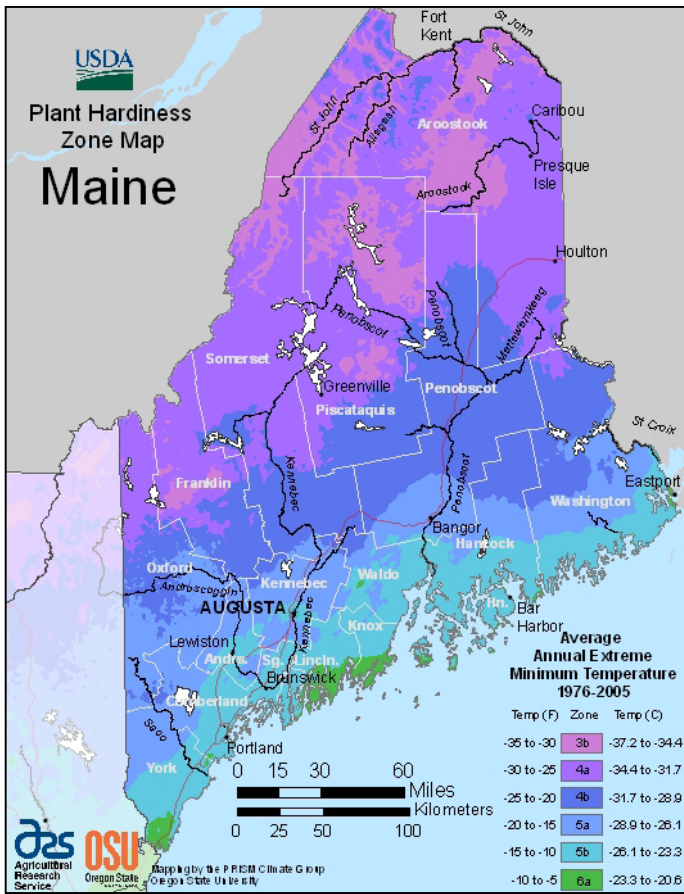 USDA
Plant Hardiness
Zone Map
Maine
Fort
Kent
St John
St John
Allegash
Aroostook
Caribou
Presque
Isle
Aroostook
Houlton
Penobscot
Penobscot
Mattawamkeag
Somerset
Greenville
Piscataquis
Penobscot
St Croix
Franklin
Kennebec
Penobscot
Washington
Eastport
Bangor
Hancock
Oxford
Androscoggin
Kennebec
Waldo
AUGUSTA
Kennebec
Knox
Hn.
Bar
Harbor
Lewiston
Andrs.
Sg.
Lincln.
Brunswick
Cumberland
Saco
Portland
York
Average
Annual Extreme
Minimum Temperature
1976-2005
Temp (F) Zone Temp (C)
-35 to -30 3b -37.2 to -34.4
-30 to -25 4a -34.4 to -31.7
-25 to -20 4b -31.7 to -28.9
-20 to -15 5a -28.9 to -26.1
-15 to -10 5b -26.1 to -23.3
-10 to -5 6a -23.3 to -20.6
0 15 30 60
Miles
Kilometers
0 25 50 100
ars
Agricultural
Research
Service
OSU
Oregon State
Mapping by the PRISM Climate Group
Oregon State University